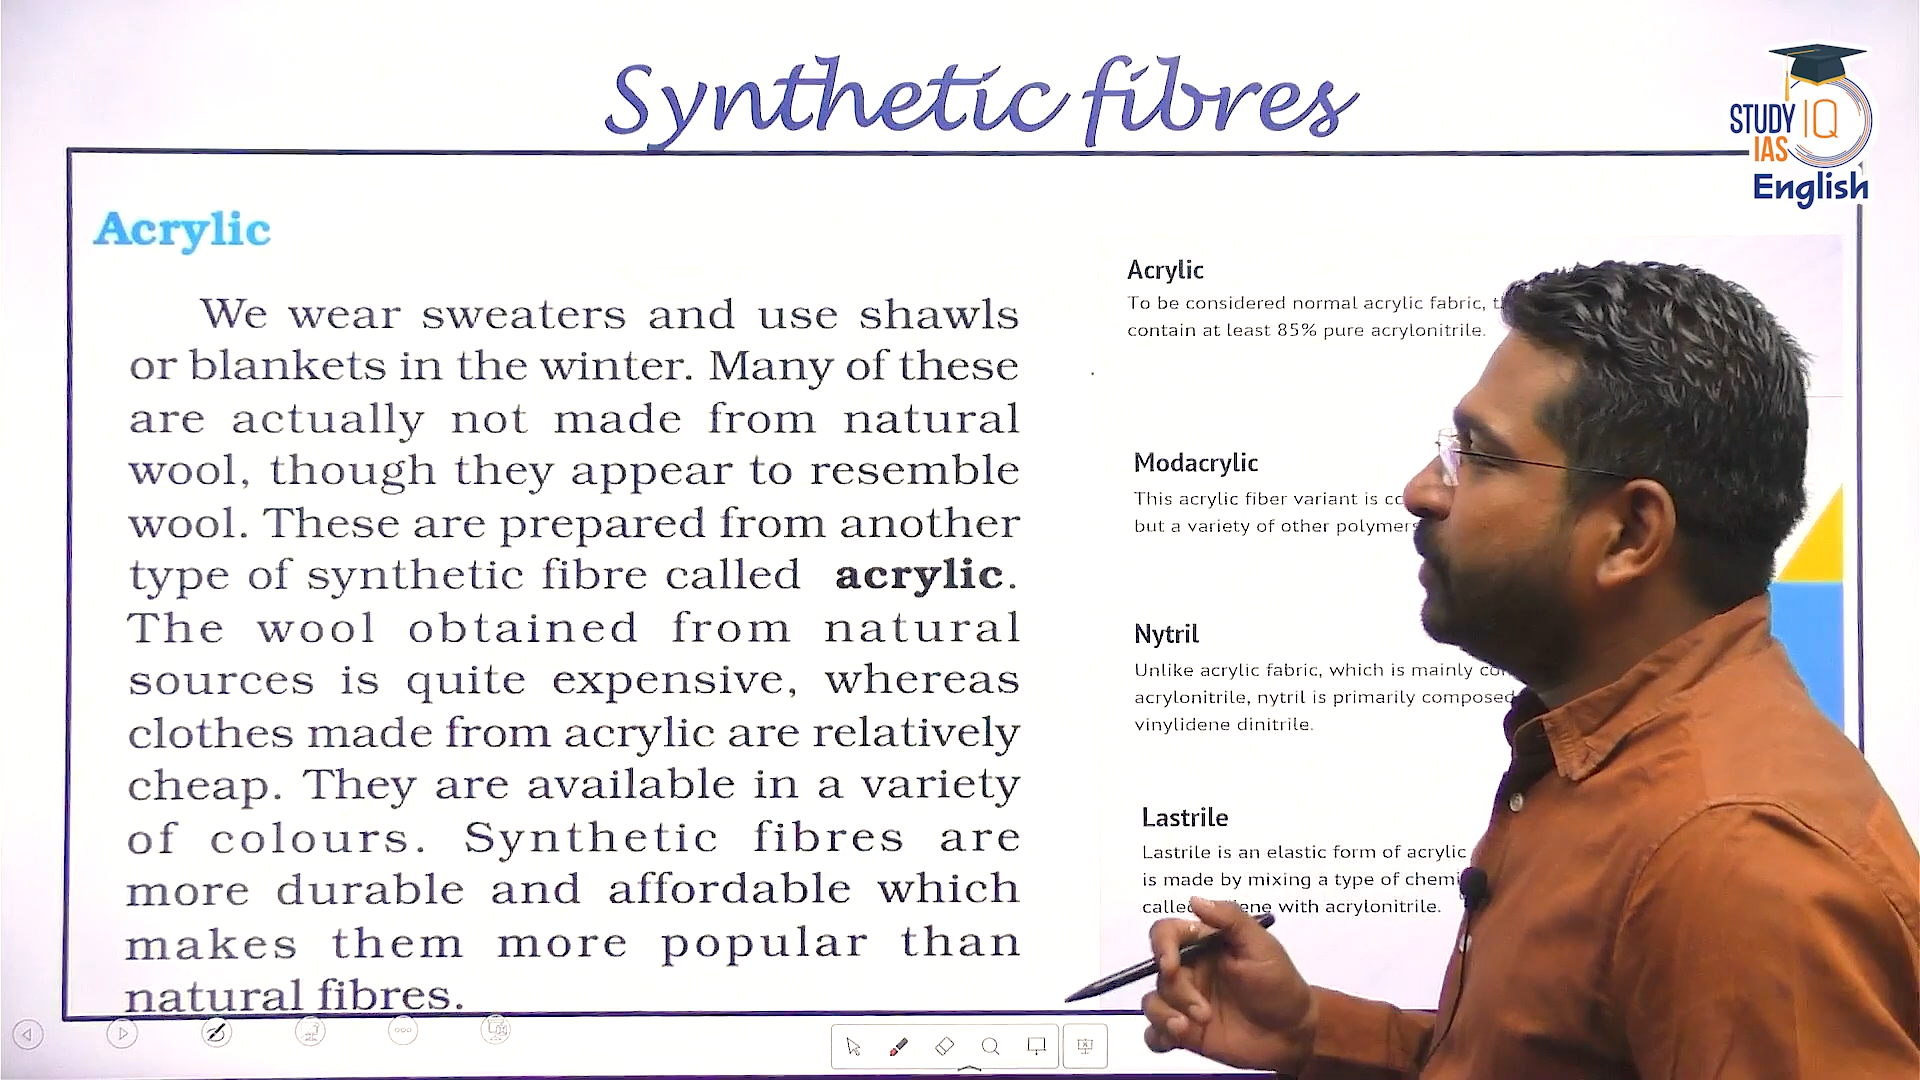 Synthetic fibres
STUDY IQ
IAS
English
Acrylic
We wear sweaters and use shawls
or blankets in the winter. Many of these
are actually not made from natural
wool, though they appear to resemble
wool. These are prepared from another
type of synthetic fibre called acrylic.
The wool obtained from natural
sources is quite expensive, whereas
clothes made from acrylic are relatively
cheap. They are available in a variety
of colours. Synthetic fibres are
more durable and affordable which
makes them more popular than
natural fibres.
Acrylic
To be considered normal acrylic fabric,
contain at least 85% pure acrylonitrile.
Modacrylic
This acrylic fiber variant is
but a variety of other polymers
Nytril
Unlike acrylic fabric, which is mainly
acrylonitrile, nytril is primarily composed
vinylidene dinitrile.
Lastrile
Lastrile is an elastic form of acrylic
is made by mixing a type of
with acrylonitrile.